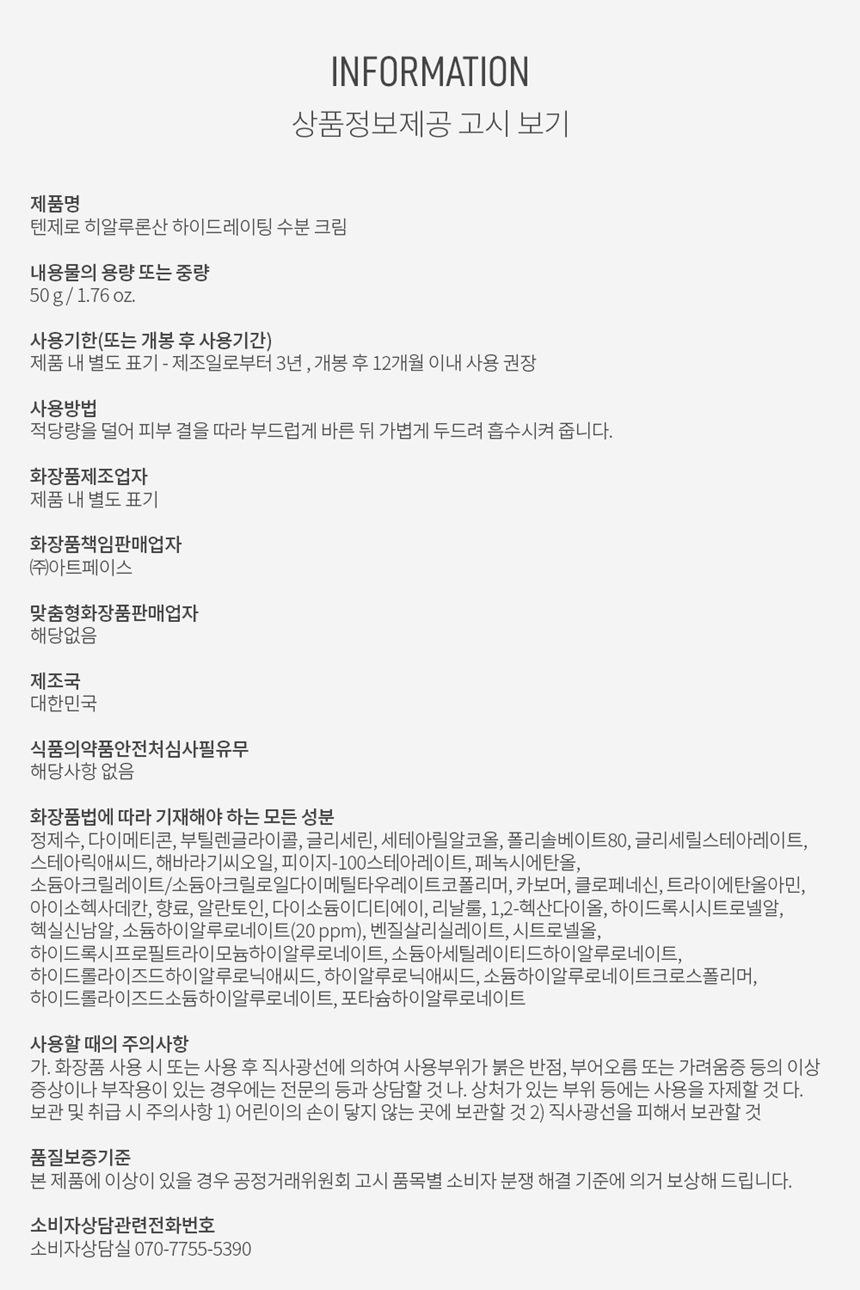 INFORMATION
상품정보제공 고시 보기
제품명
텐제로 히알루론산 하이드레이팅 수분 크림
내용물의 용량 또는 중량
50 g / 1.76 oz.
사용기한(또는 개봉 후 사용기간)
제품 내 별도 표기 - 제조일로부터 3년 , 개봉 후 12개월 이내 사용 권장
사용방법
적당량을 덜어 피부 결을 따라 부드럽게 바른 뒤 가볍게 두드려 흡수시켜 줍니다.
화장품제조업자
제품 내 별도 표기
화장품책임판매업자
㈜아트페이스
맞춤형화장품판매업자
해당없음
제조국
대한민국
식품의약품안전처심사필유무
해당사항 없음
화장품법에 따라 기재해야 하는 모든 성분
정제수, 다이메티콘, 부틸렌글라이콜, 글리세린, 세테아릴알코올, 폴리솔베이트80, 글리세릴스테아레이트,
스테아릭애씨드, 해바라기씨오일, 피이지-100스테아레이트, 페녹시에탄올,
소듐아크릴레이트/소듐아크릴로일다이메틸타우레이트코폴리머, 카보머, 클로페네신, 트라이에탄올아민,
아이소헥사데칸, 향료, 알란토인, 다이소듐이디티에이, 리날룰, 1,2-헥산다이올, 하이드록시시트로넬알,
헥실신남알, 소듐하이알루로네이트(20 ppm), 벤질살리실레이트, 시트로넬올,
하이드록시프로필트라이모늄하이알루로네이트, 소듐아세틸레이티드하이알루로네이트,
하이드롤라이즈드하이알루로닉애씨드, 하이알루로닉애씨드, 소듐하이알루로네이트크로스폴리머,
하이드롤라이즈드소듐하이알루로네이트, 포타슘하이알루로네이트
사용할 때의 주의사항
가. 화장품 사용 시 또는 사용 후 직사광선에 의하여 사용부위가 붉은 반점, 부어오름 또는 가려움증 등의 이상
증상이나 부작용이 있는 경우에는 전문의 등과 상담할 것 나. 상처가 있는 부위 등에는 사용을 자제할 것 다.
보관 및 취급 시 주의사항 1) 어린이의 손이 닿지 않는 곳에 보관할 것 2) 직사광선을 피해서 보관할 것
품질보증기준
본 제품에 이상이 있을 경우 공정거래위원회 고시 품목별 소비자 분쟁 해결 기준에 의거 보상해 드립니다.
소비자상담관련전화번호
소비자상담실 070-7755-5390